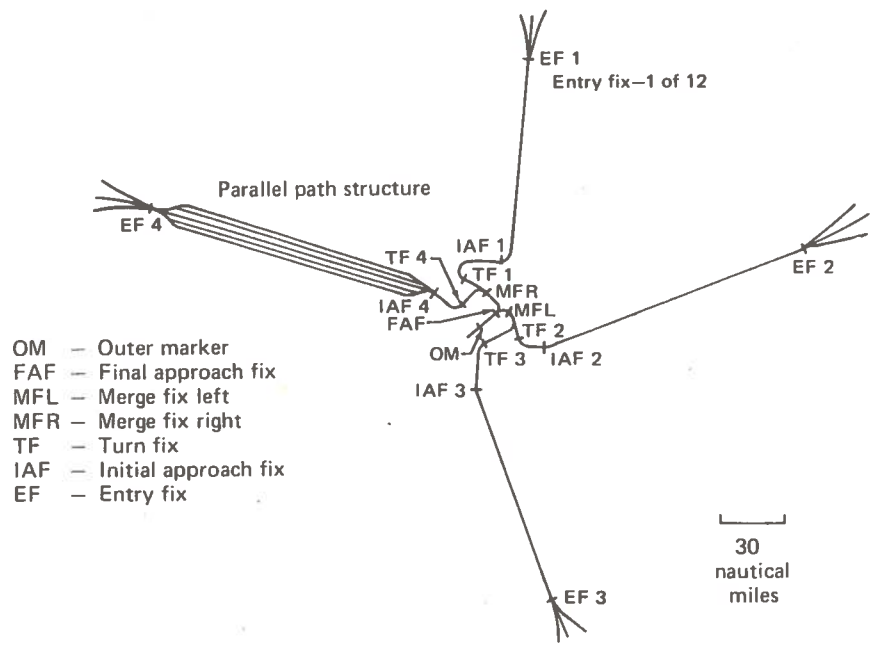 EF 1
Entry fix—1 of 12
Parallel path structure
EF 4
IAF 1
TF 4
EF 2
TF 1
MFR
IAF 4
MFL
FAF
TF 2
OM
TF 3
IAF 2
IAF 3
OM — Outer marker
FAF — Final approach fix
MFL — Merge fix left
MFR — Merge fix right
TF — Turn fix
IAF — Initial approach fix
EF — Entry fix
30
nautical
miles
EF 3